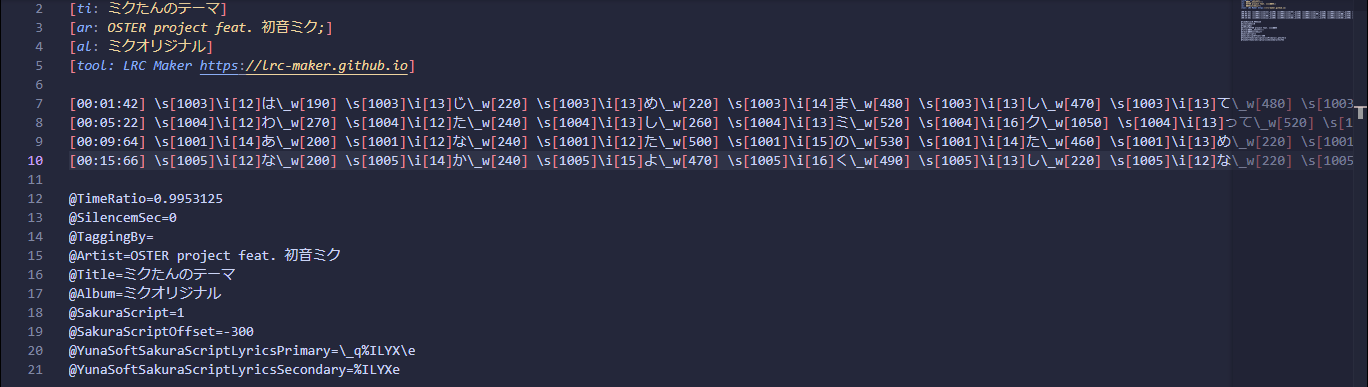 2 [ti: ミクたんのテーマ]
3 [ar: OSTER project feat. 初音ミク;]
4 [al: ミクオリジナル]
5 [tool: LRC Maker https://lrc-maker.github.io]
6
7 [00:01:42] \s[1003]\i[12]は\_w[190] \s[1003]\i[13]じ\_w[220] \s[1003]\i[13]め\_w[220] \s[1003]\i[14]ま\_w[480] \s[1003]\i[13]し\_w[470] \s[1003]\i[13]て\_w[480] \s[1003
8 [00:05:22] \s[1004]\i[12]わ\_w[270] \s[1004]\i[12]た\_w[240] \s[1004]\i[13]し\_w[260] \s[1004]\i[13]ミ\_w[520] \s[1004]\i[16]ク\_w[1050] \s[1004]\i[13]って\_w[520] \s[1
9 [00:09:64] \s[1001]\i[14]あ\_w[200] \s[1001]\i[12]な\_w[240] \s[1001]\i[12]た\_w[500] \s[1001]\i[15]の\_w[530] \s[1001]\i[14]た\_w[460] \s[1001]\i[13]め\_w[220] \s[1001
10 [00:15:66] \s[1005]\i[12]な\_w[200] \s[1005]\i[14]か\_w[240] \s[1005]\i[15]よ\_w[470] \s[1005]\i[16]く\_w[490] \s[1005]\i[13]し\_w[220] \s[1005]\i[12]な\_w[220] \s[1005
11
12 @TimeRatio=0.9953125
13 @SilencemSec=0
14 @TaggingBy=
15 @Artist=OSTER project feat. 初音ミク
16 @Title=ミクたんのテーマ
17 @Album=ミクオリジナル
18 @SakuraScript=1
19 @SakuraScriptOffset=-300
20 @YunaSoftSakuraScriptLyricsPrimary=\_q%ILYX\e
21 @YunaSoftSakuraScriptLyricsSecondary=%ILYXe